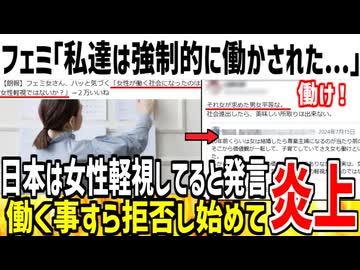 フェミ「私達は強制的に働かされた…」
【朗報】フェミ女さん、ハッと気づく「女性が働く社会になったのは
女性軽視ではないか?」→2万いいね
働け!
それ女が求めた男女平等な。
社会進出したら、美味しい所取りは出来ない。
2024年7月15日
日本は女性軽視してると発言
働く事すら拒否し始めて炎上